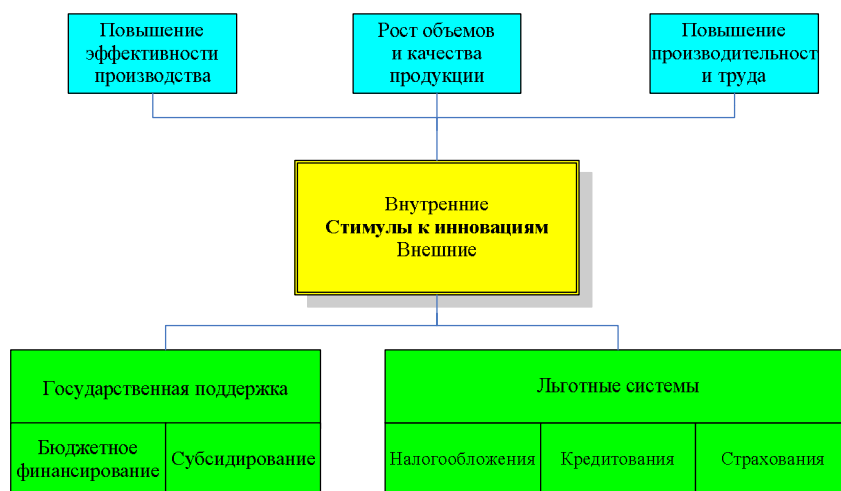 Повышение
эффективности
производства
Рост объемов
и качества
продукции
Повышение
производительност
и труда
Внутренние
Стимулы к инновациям
Внешние
Государственная поддержка
Бюджетное
финансирование
Субсидирование
Льготные системы
Налогообложения
Кредитования
Страхования